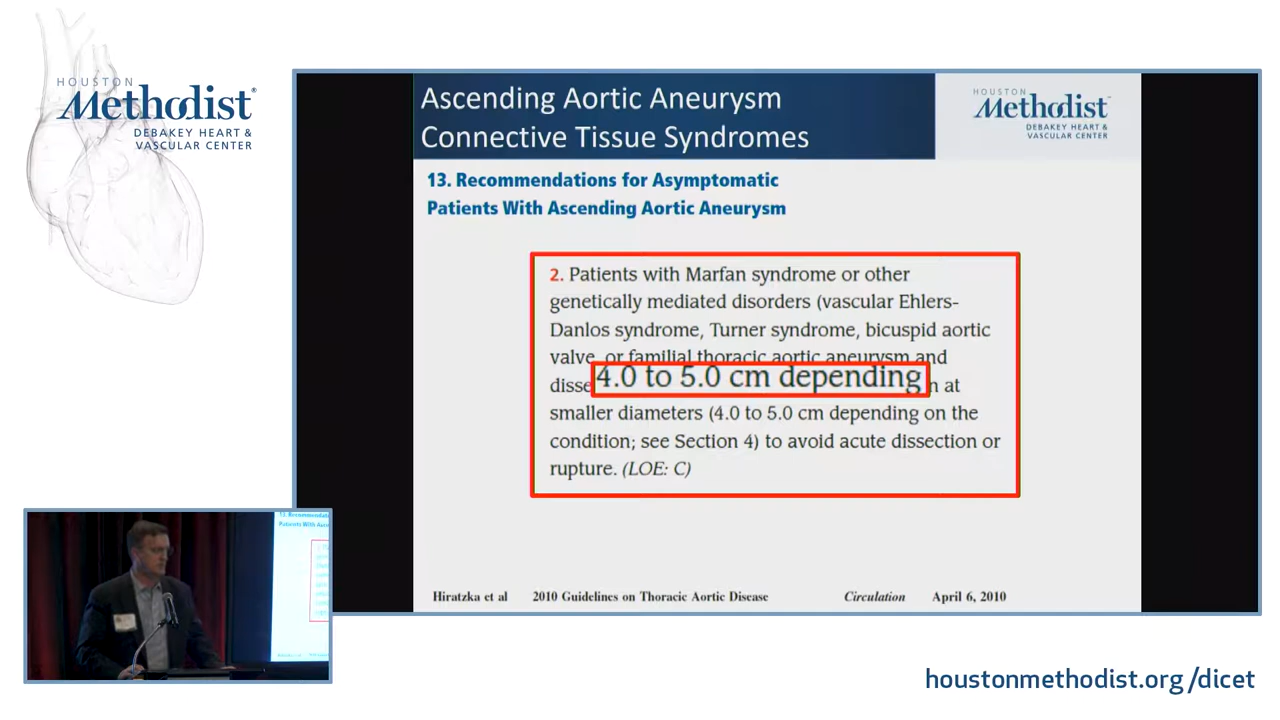 HOUSTON
Methodist®
DEBAKEY HEART &
VASCULAR CENTER
Ascending Aortic Aneurysm
Connective Tissue Syndromes
HOUSTON
Methodist
DEBAKEY HEART &
VASCULAR CENTER
13. Recommendations for Asymptomatic
Patients With Ascending Aortic Aneurysm
2. Patients with Marfan syndrome or other
genetically mediated disorders (vascular Ehlers-
Danlos syndrome, Turner syndrome, bicuspid aortic
valve, or familial thoracic aortic aneurysm and
4.0 to 5.0 cm depending
disse n at
smaller diameters (4.0 to 5.0 cm depending on the
condition; see Section 4) to avoid acute dissection or
rupture. (LOE: C)
Hiratzka et al 2010 Guidelines on Thoracic Aortic Disease Circulation April 6, 2010
13. Recommendati
Patients With Asce
houstonmethodist.org/dicet